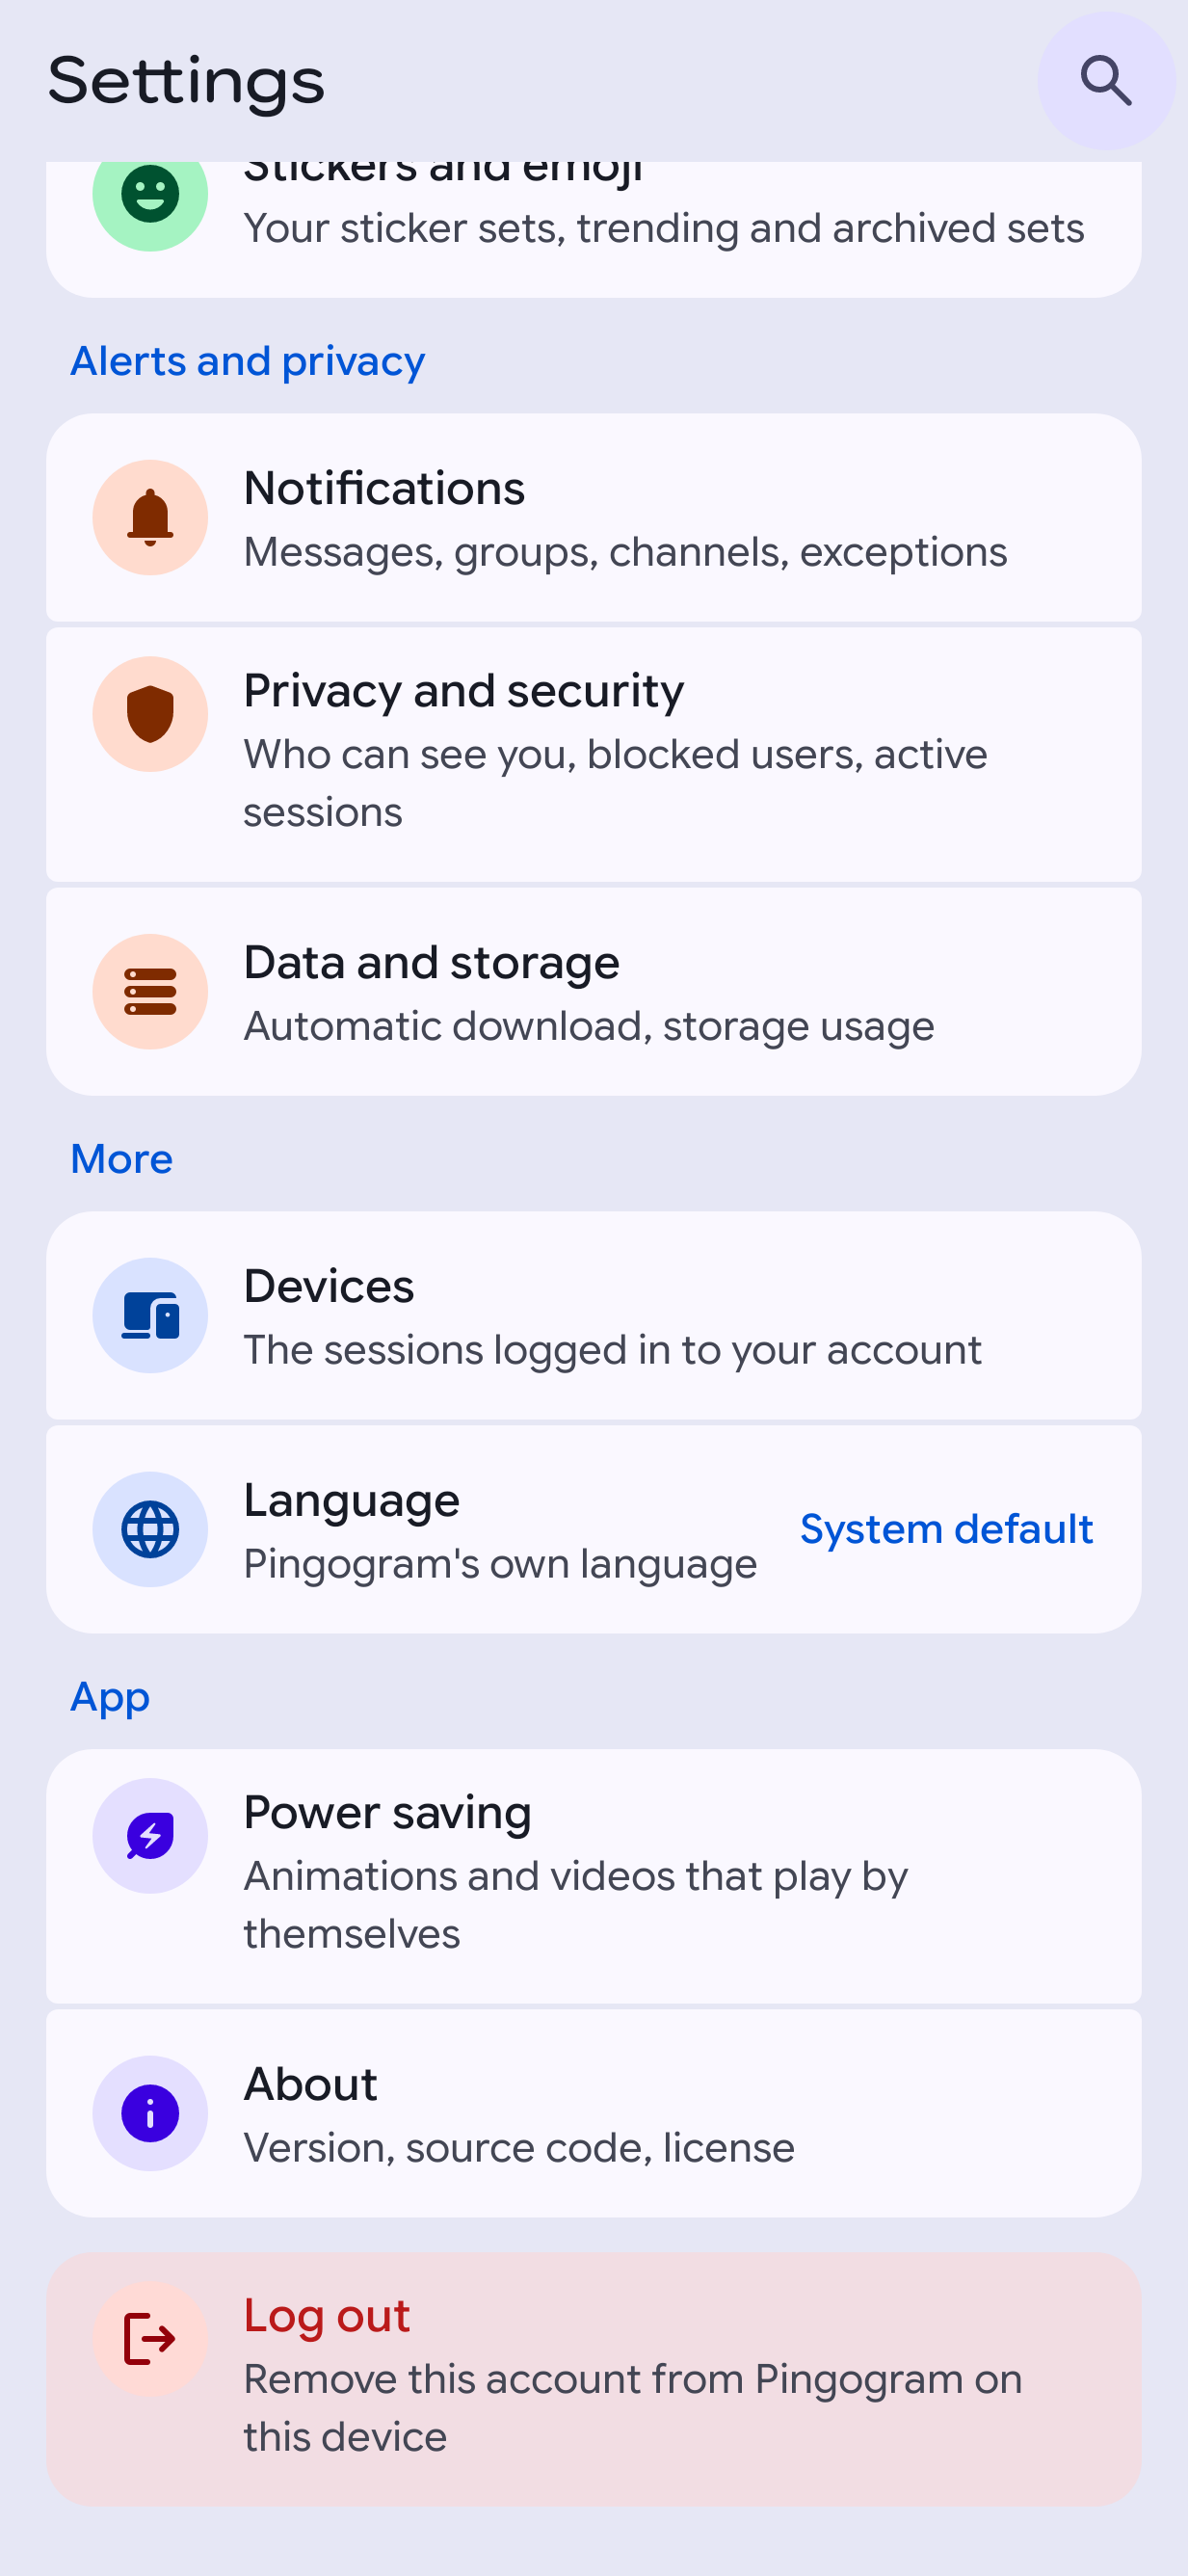 Settings
Stickers and emoji
Your sticker sets, trending and archived sets
Alerts and privacy
Notifications
Messages, groups, channels, exceptions
Privacy and security
Who can see you, blocked users, active
sessions
Data and storage
Automatic download, storage usage
More
Devices
The sessions logged in to your account
Language
Pingogram's own language
System default
App
Power saving
Animations and videos that play by
themselves
About
Version, source code, license
Log out
Remove this account from Pingogram on
this device